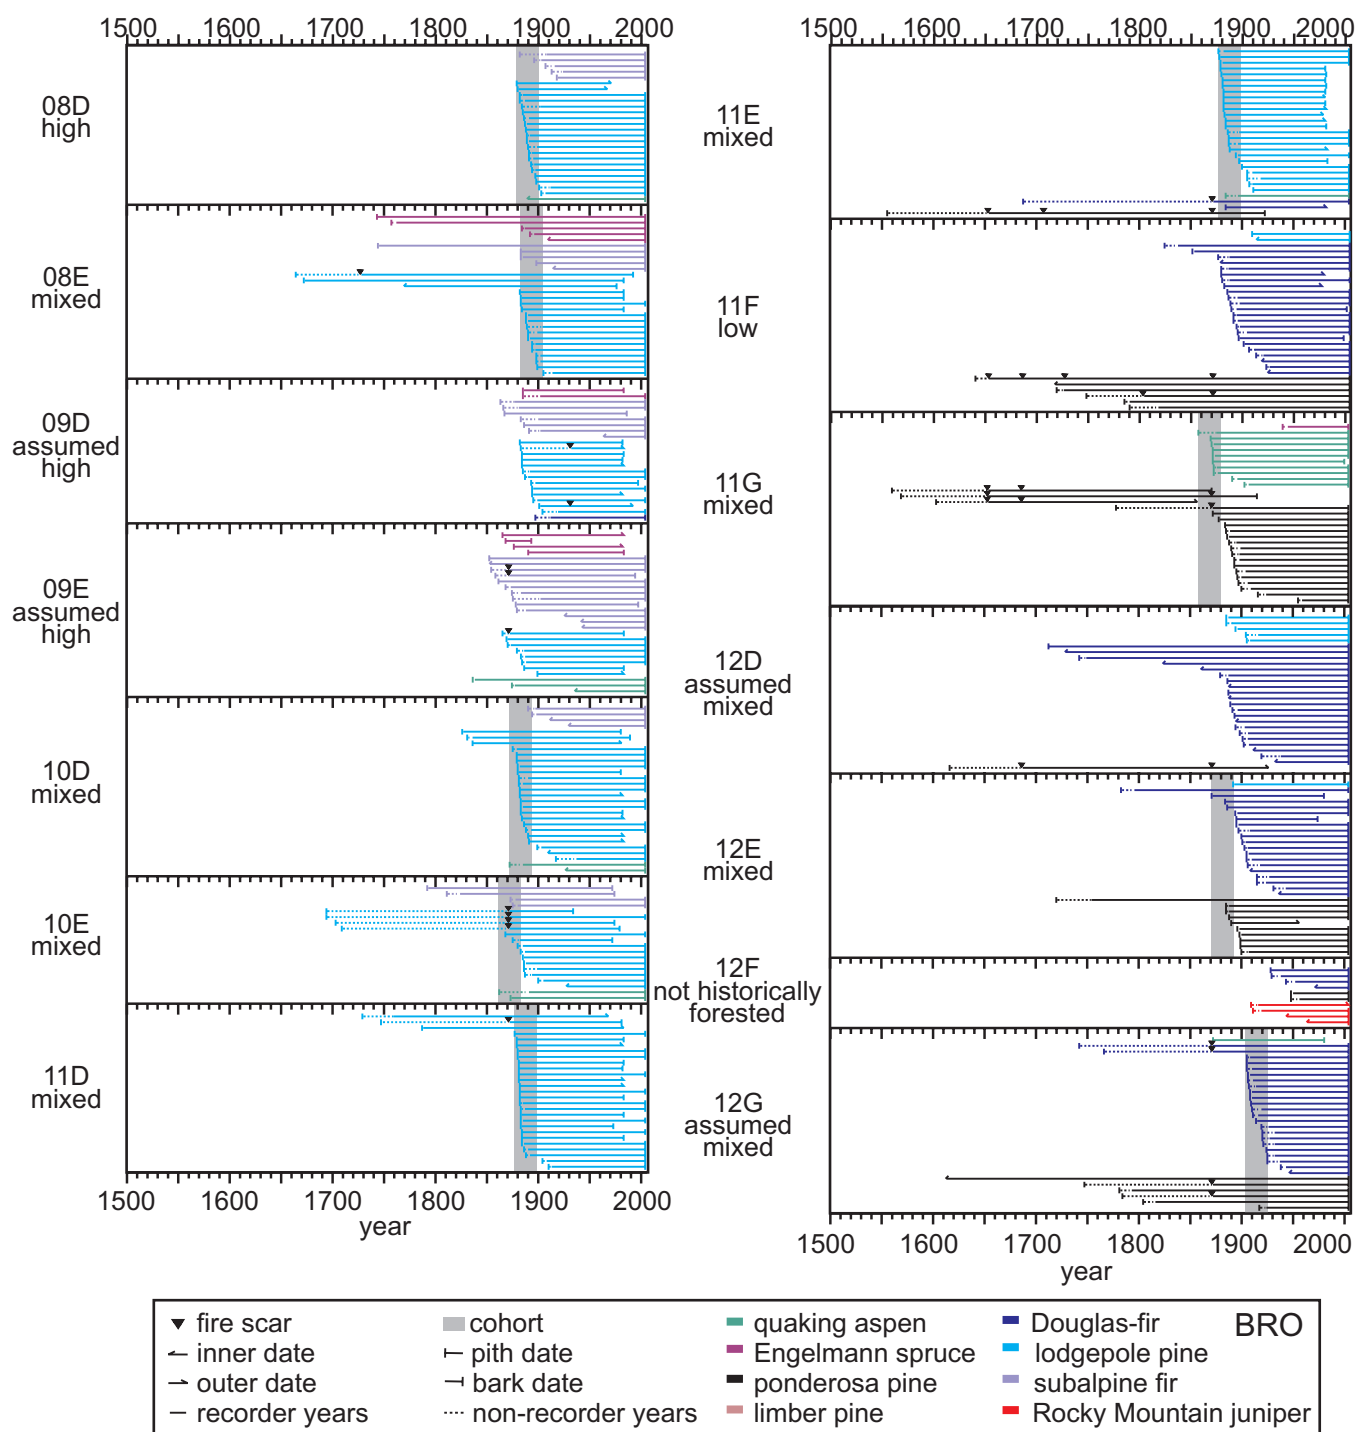 1500 1600 1700 1800 1900 2000
08D
high
08E
mixed
09D
assumed
high
09E
assumed
high
10D
mixed
10E
mixed
11D
mixed
1500 1600 1700 1800 1900 2000
year
1500 1600 1700 1800 1900 2000
11E
mixed
11F
low
11G
mixed
12D
assumed
mixed
12E
mixed
12F
not historically
forested
12G
assumed
mixed
1500 1600 1700 1800 1900 2000
year
fire scar cohort quaking aspen Douglas-fir BRO
inner date pith date Engelmann spruce lodgepole pine
outer date bark date ponderosa pine subalpine fir
recorder years non-recorder years limber pine Rocky Mountain juniper